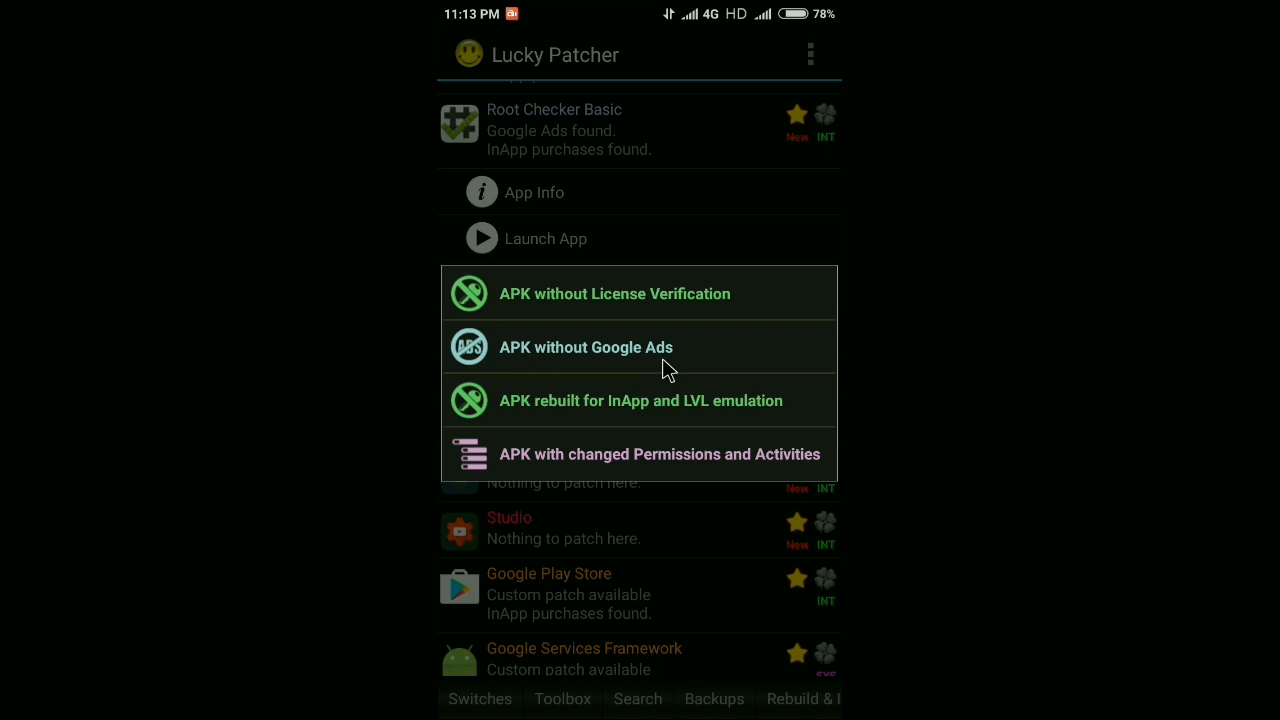 11:13 PM 4G HD 78%
Lucky Patcher
Root Checker Basic
Google Ads found.
InApp purchases found.
New INT
App Info
Launch App
APK without License Verification
ADS APK without Google Ads
APK rebuilt for InApp and LVL emulation
APK with changed Permissions and Activities
Nothing to patch here.
New INT
Studio
Nothing to patch here.
New INT
Google Play Store
Custom patch available
InApp purchases found.
INT
Google Services Framework
Custom patch available
SYS
Switches Toolbox Search Backups Rebuild & I